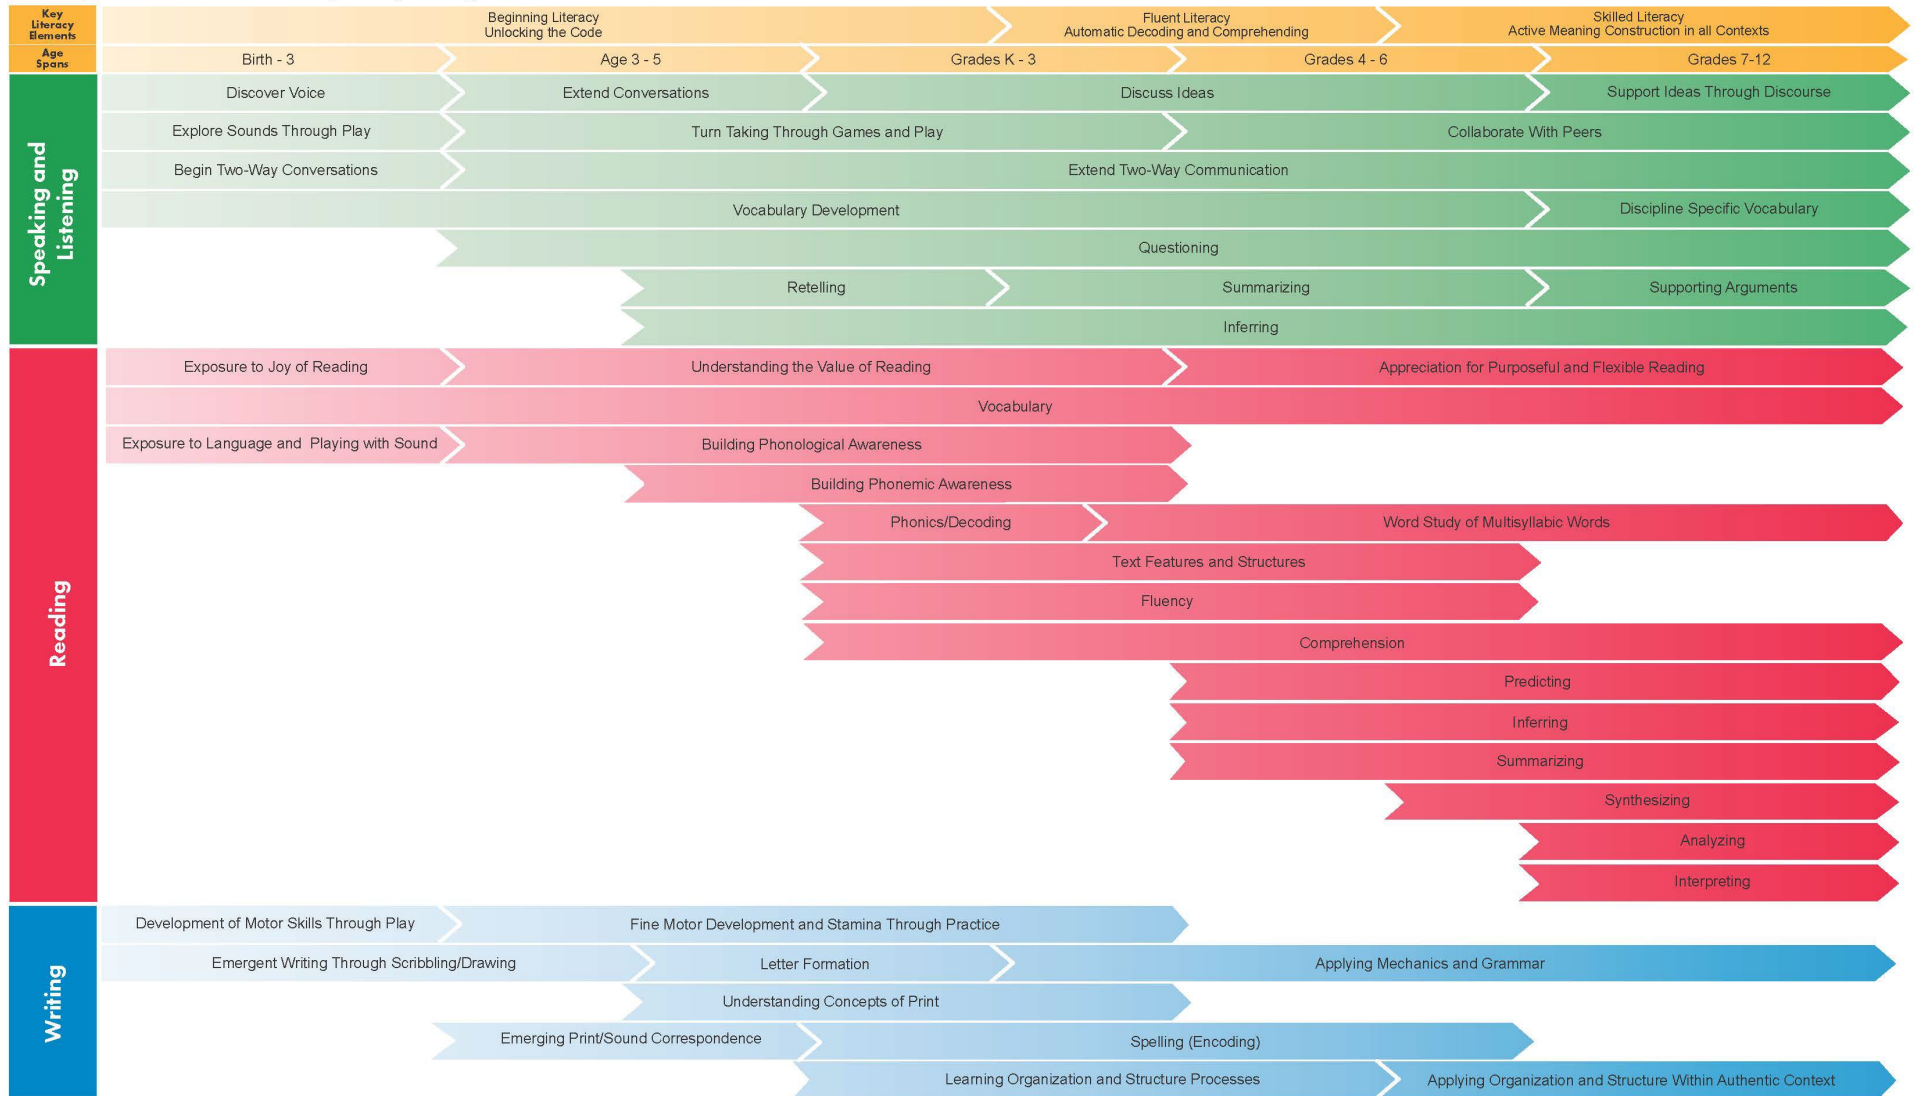 Key
Literacy
Elements
Beginning Literacy
Unlocking the Code
Fluent Literacy
Automatic Decoding and Comprehending
Skilled Literacy
Active Meaning Construction in all Contexts
Age
Spans
Birth - 3
Age 3 - 5
Grades K - 3
Grades 4 - 6
Grades 7-12
Speaking and
Listening
Discover Voice
Extend Conversations
Discuss Ideas
Support Ideas Through Discourse
Explore Sounds Through Play
Turn Taking Through Games and Play
Collaborate With Peers
Begin Two-Way Conversations
Extend Two-Way Communication
Vocabulary Development
Discipline Specific Vocabulary
Questioning
Retelling
Summarizing
Supporting Arguments
Inferring
Reading
Exposure to Joy of Reading
Understanding the Value of Reading
Appreciation for Purposeful and Flexible Reading
Vocabulary
Exposure to Language and Playing with Sound
Building Phonological Awareness
Building Phonemic Awareness
Phonics/Decoding
Word Study of Multisyllabic Words
Text Features and Structures
Fluency
Comprehension
Predicting
Inferring
Summarizing
Synthesizing
Analyzing
Interpreting
Writing
Development of Motor Skills Through Play
Fine Motor Development and Stamina Through Practice
Emergent Writing Through Scribbling/Drawing
Letter Formation
Applying Mechanics and Grammar
Understanding Concepts of Print
Emerging Print/Sound Correspondence
Spelling (Encoding)
Learning Organization and Structure Processes
Applying Organization and Structure Within Authentic Context